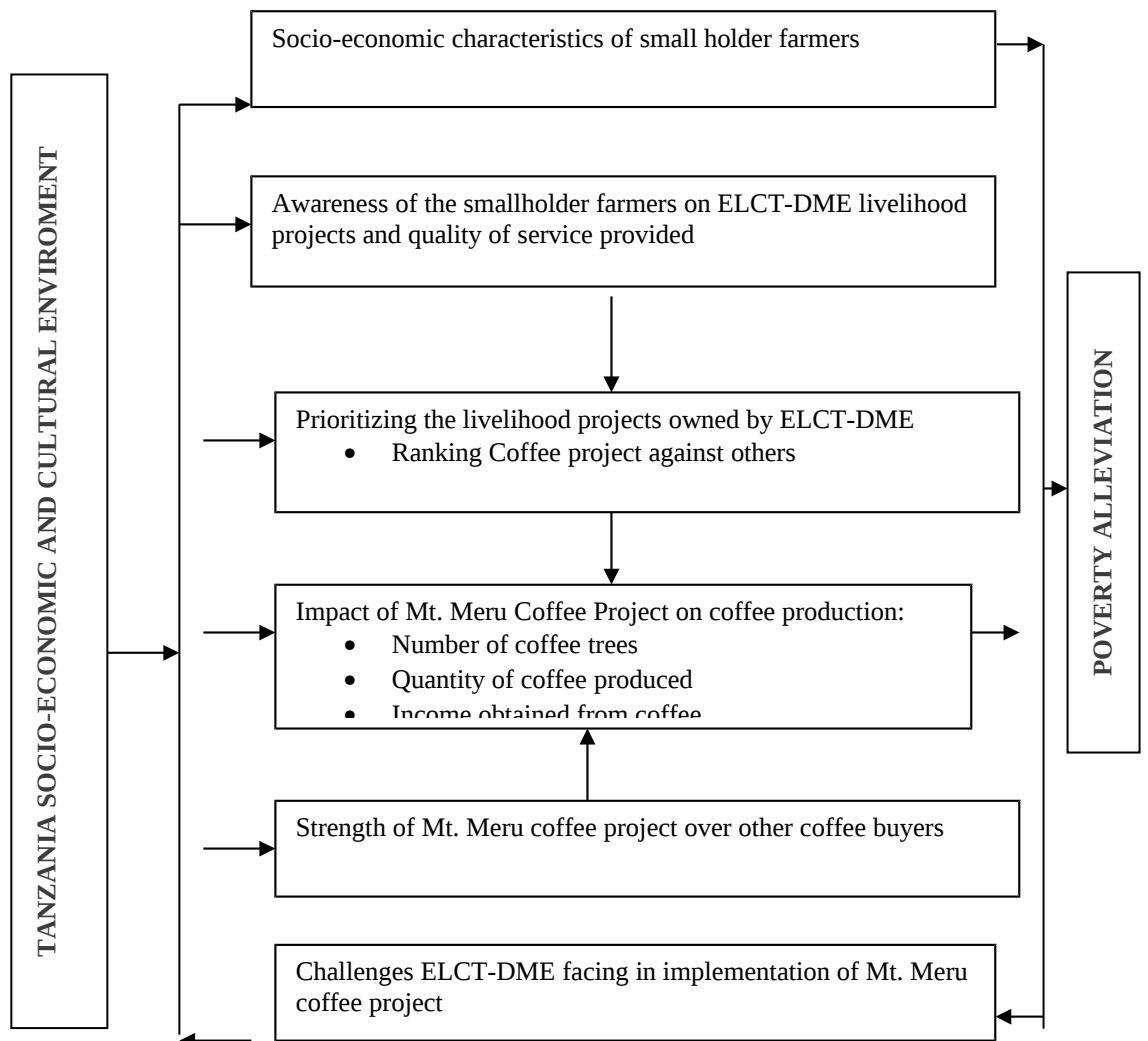 Socio-economic characteristics of small holder farmers
TANZANIA SOCIO-ECONOMIC AND CULTURAL ENVIROMENT
Awareness of the smallholder farmers on ELCT-DME livelihood
projects and quality of service provided
Prioritizing the livelihood projects owned by ELCT-DME
• Ranking Coffee project against others
POVERTY ALLEVIATION
Impact of Mt. Meru Coffee Project on coffee production:
• Number of coffee trees
• Quantity of coffee produced
• Income obtained from coffee
Strength of Mt. Meru coffee project over other coffee buyers
Challenges ELCT-DME facing in implementation of Mt. Meru
coffee project